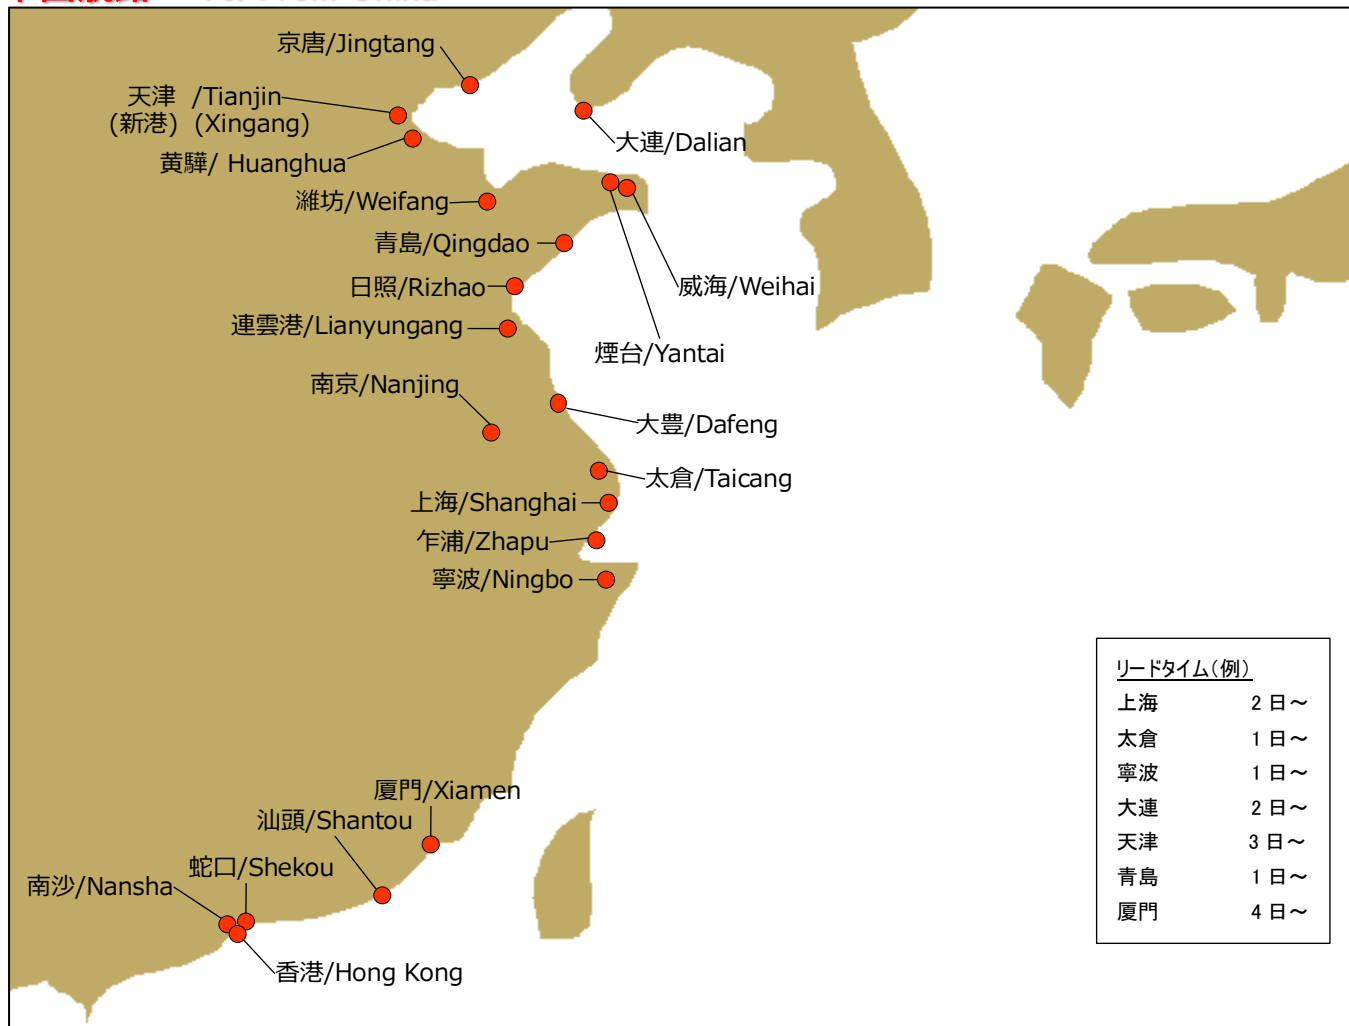 京唐/Jingtang
天津 /Tianjin
(新港) (Xingang)
黄驊/ Huanghua
大連/Dalian
濰坊/Weifang
青島/Qingdao
日照/Rizhao
威海/Weihai
連雲港/Lianyungang
煙台/Yantai
南京/Nanjing
大豊/Dafeng
太倉/Taicang
上海/Shanghai
乍浦/Zhapu
寧波/Ningbo
厦門/Xiamen
汕頭/Shantou
蛇口/Shekou
南沙/Nansha
香港/Hong Kong
リードタイム(例)
上海 2 日～
太倉 1 日～
寧波 1 日～
大連 2 日～
天津 3 日～
青島 1 日～
厦門 4 日～